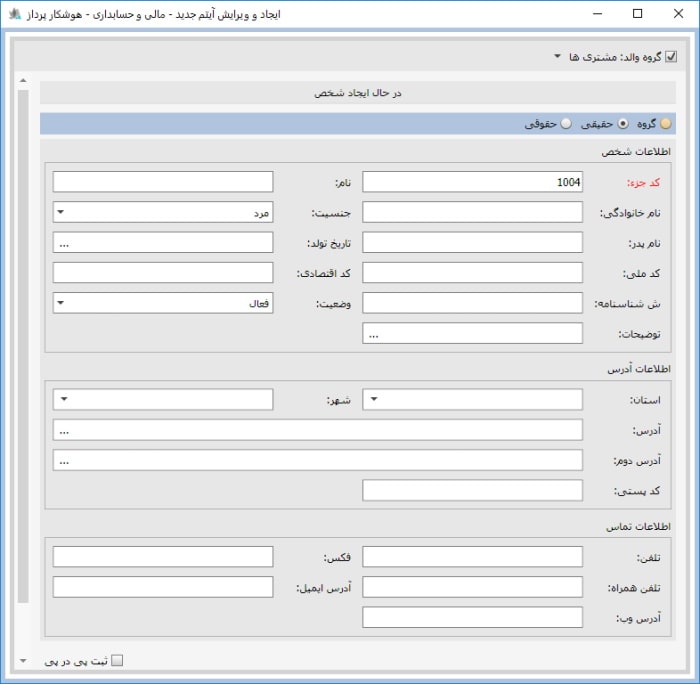 ایجاد و ویرایش آیتم جدید - مالی و حسابداری - هوشکار پرداز
گروه والد: مشتری ها
در حال ایجاد شخص
گروه حقیقی حقوقی
اطلاعات شخص
کد جزء: 1004 نام:
نام خانوادگی: جنسیت: مرد
نام پدر: تاریخ تولد: ...
کد ملی: کد اقتصادی:
ش شناسنامه: وضعیت: فعال
توضیحات: ...
اطلاعات آدرس
استان: شهر:
آدرس: ...
آدرس دوم: ...
کد پستی:
اطلاعات تماس
تلفن: فکس:
تلفن همراه: آدرس ایمیل:
آدرس وب:
ثبت پی در پی